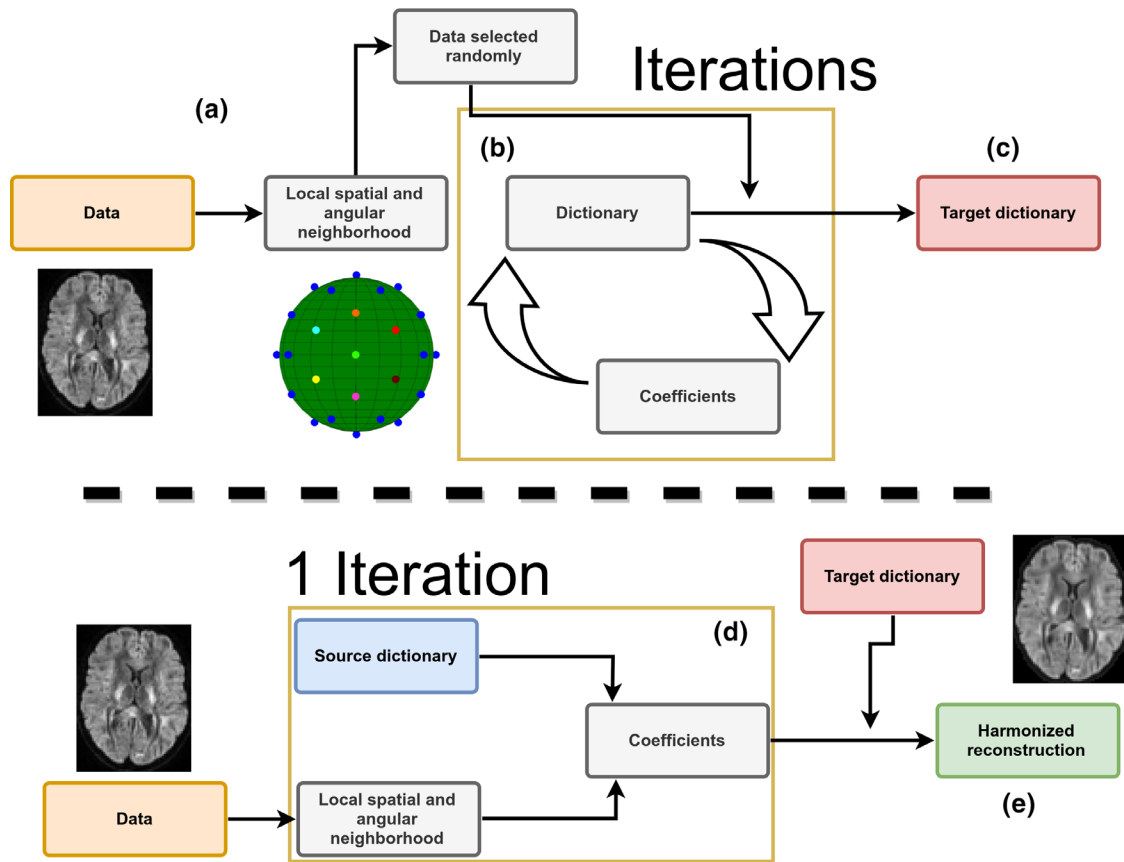 Data selected
randomly
Iterations
(a)
(b)
(c)
Data
Local spatial and
angular
neighborhood
Dictionary
Target dictionary
Coefficients
1 Iteration
Target dictionary
(d)
Source dictionary
Coefficients
Harmonized
reconstruction
Data
Local spatial and
angular
neighborhood
(e)